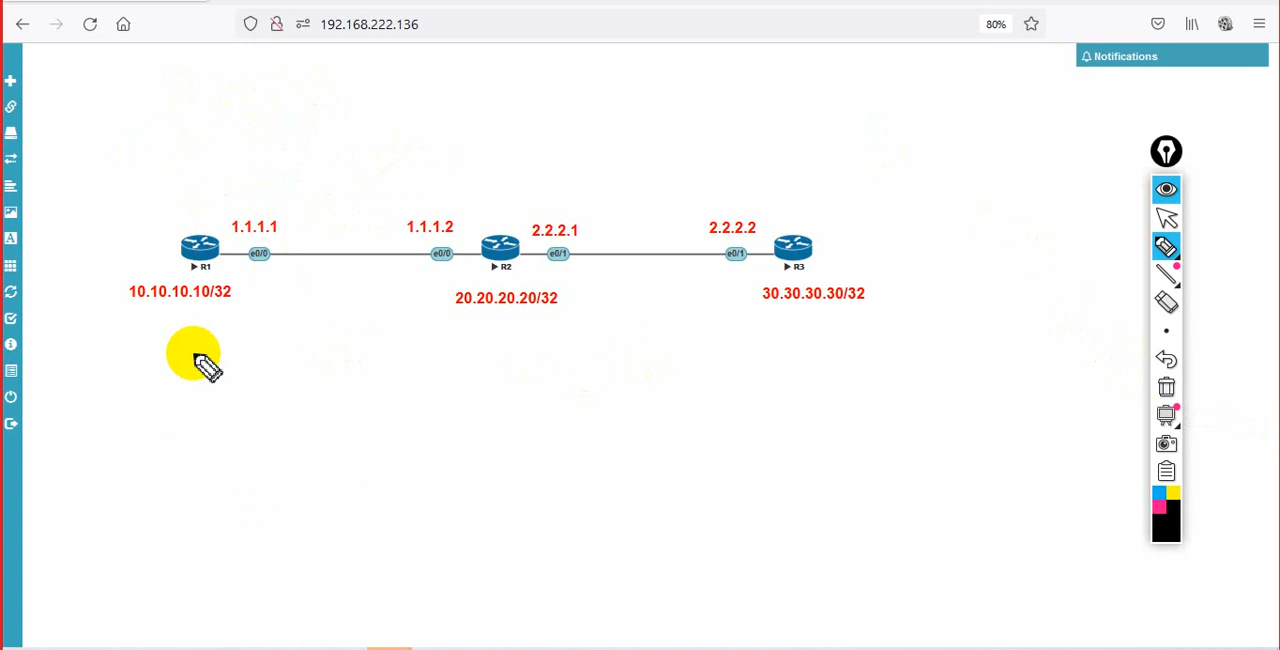 192.168.222.136
80%
Notifications
1.1.1.1
1.1.1.2
2.2.2.1
2.2.2.2
e0/0
e0/0
e0/1
e0/1
R1
R2
R3
10.10.10.10/32
20.20.20.20/32
30.30.30.30/32
A